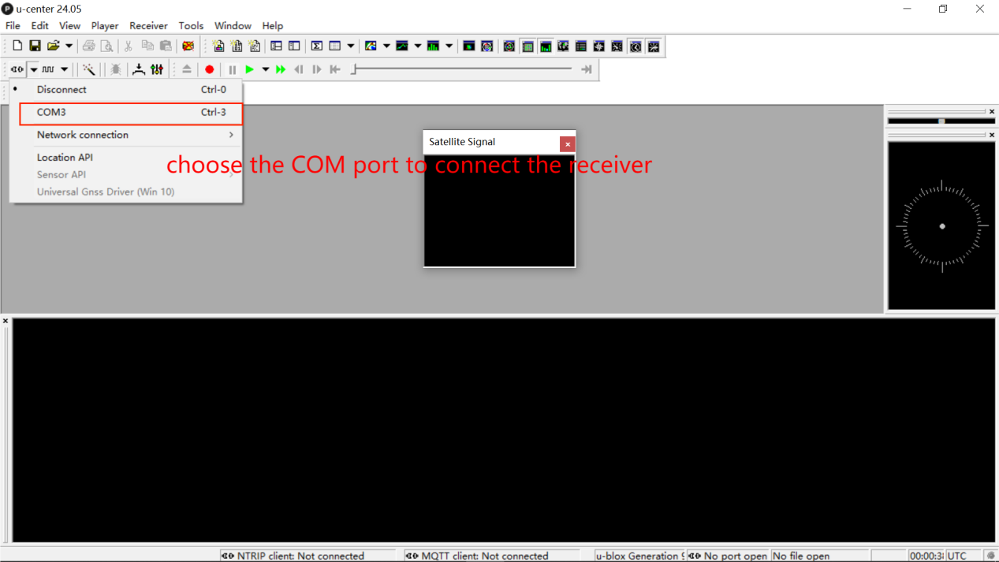 u-center 24.05
File Edit View Player Receiver Tools Window Help
Disconnect Ctrl-0
COM3 Ctrl-3
Network connection
Location API
Sensor API
Universal Gnss Driver (Win 10)
Satellite Signal
choose the COM port to connect the receiver
NTRIP client: Not connected MQTT client: Not connected u-blox Generation No port open No file open 00:00:3 UTC